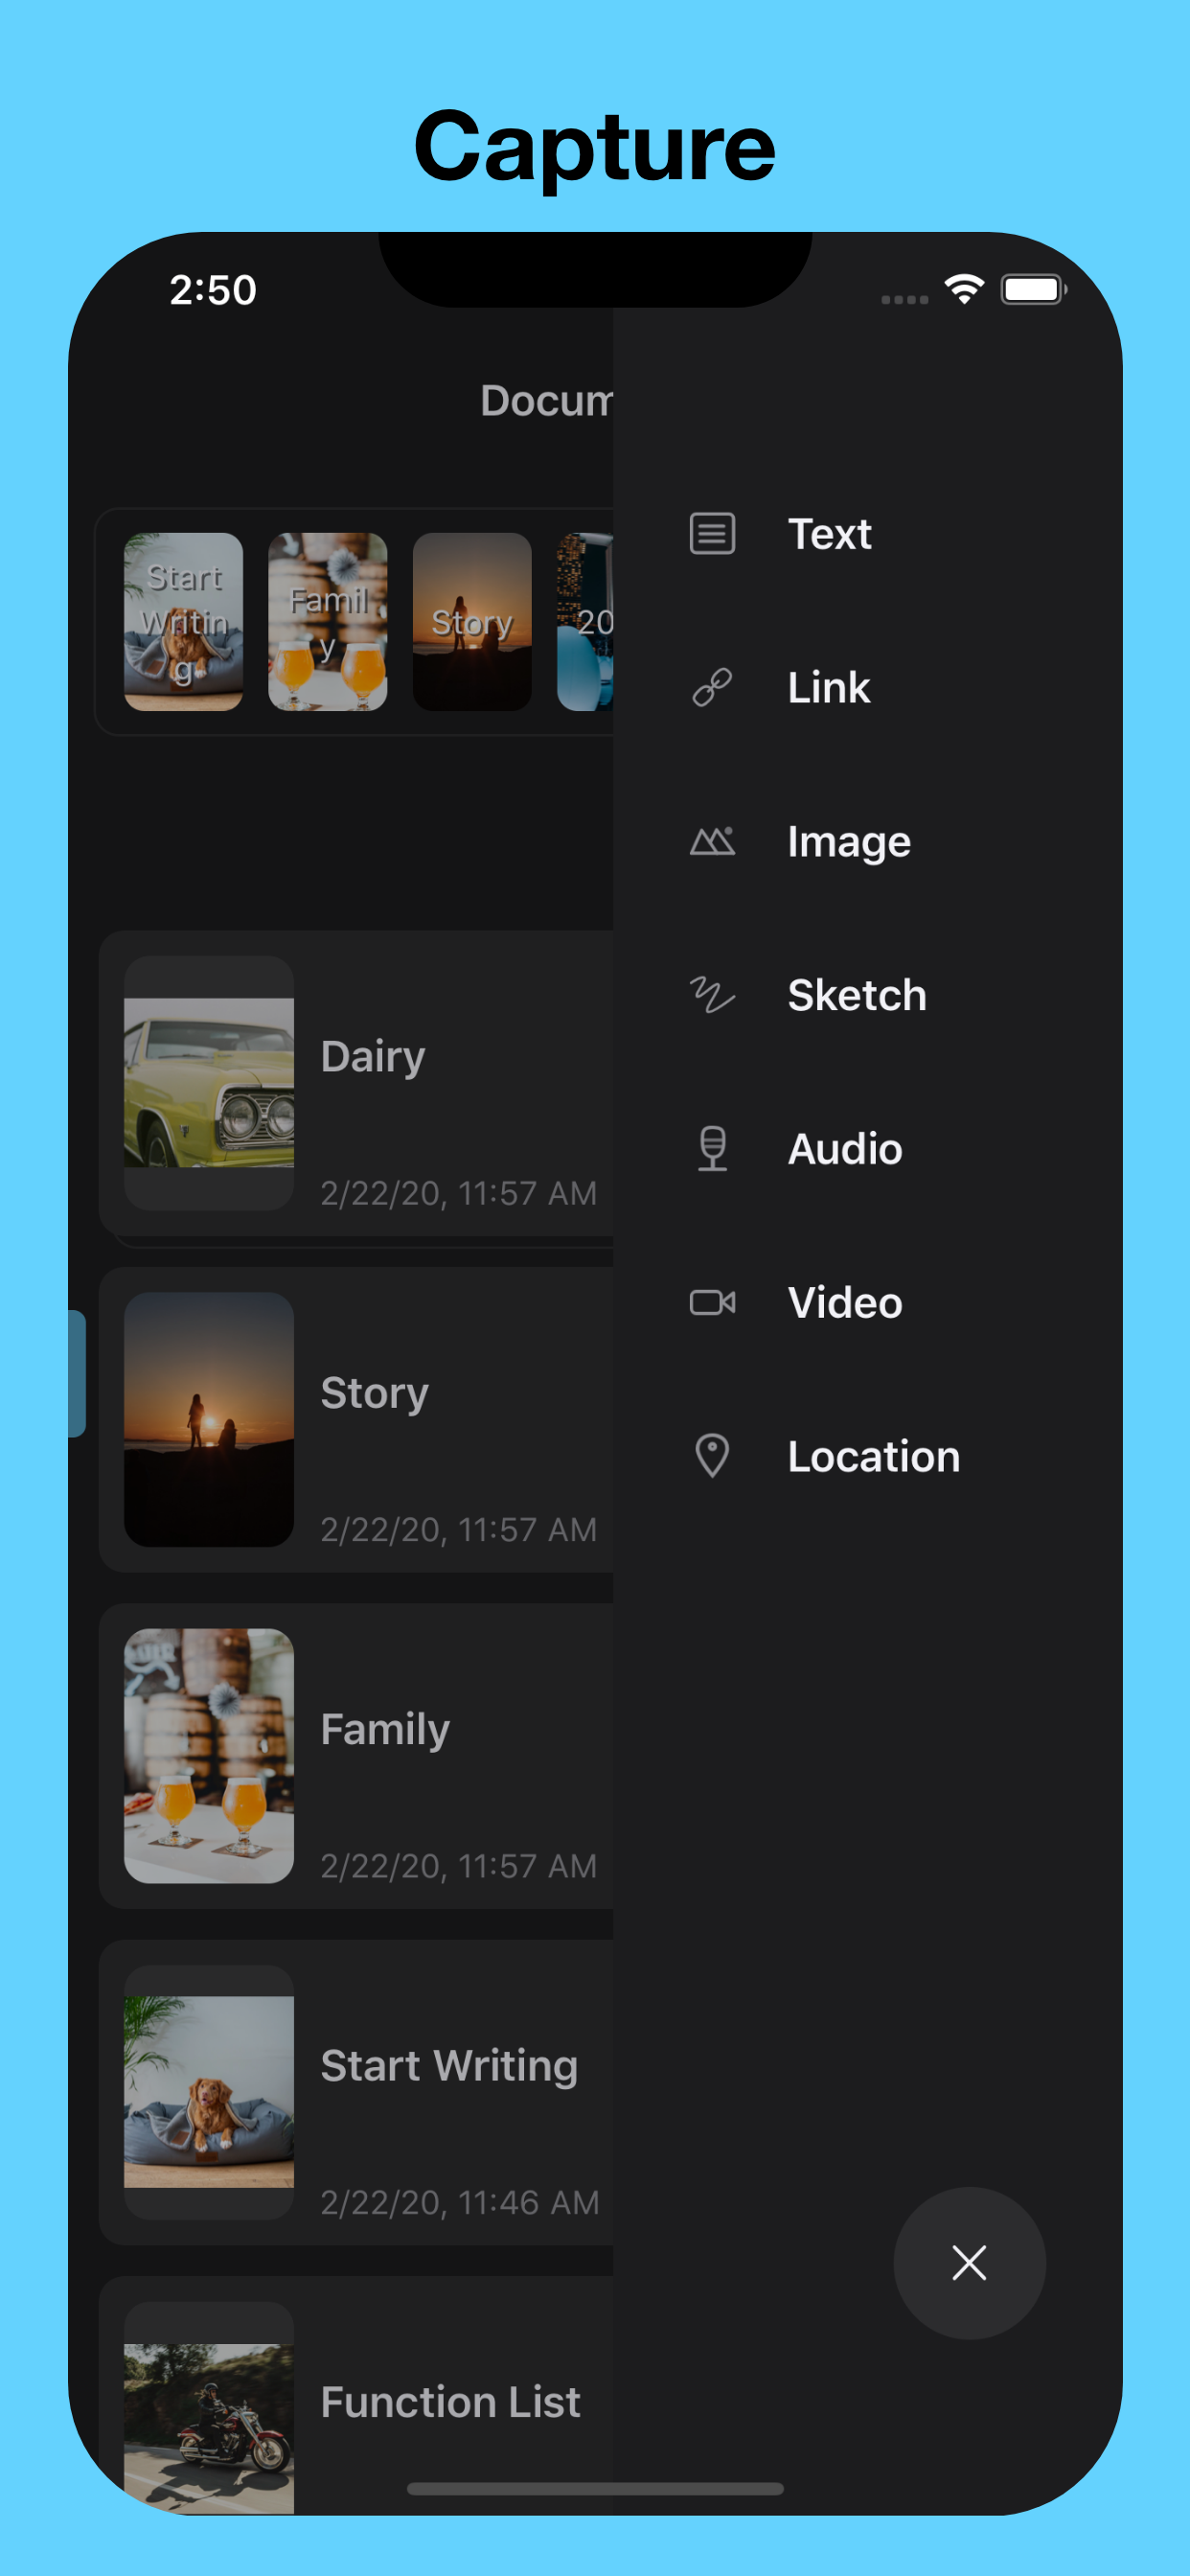 Capture
2:50
Docum
Start
Writin
g
Famil
y
Story
20
Text
Link
Image
Sketch
Audio
Video
Location
Dairy
2/22/20, 11:57 AM
Story
2/22/20, 11:57 AM
Family
2/22/20, 11:57 AM
Start Writing
2/22/20, 11:46 AM
Function List